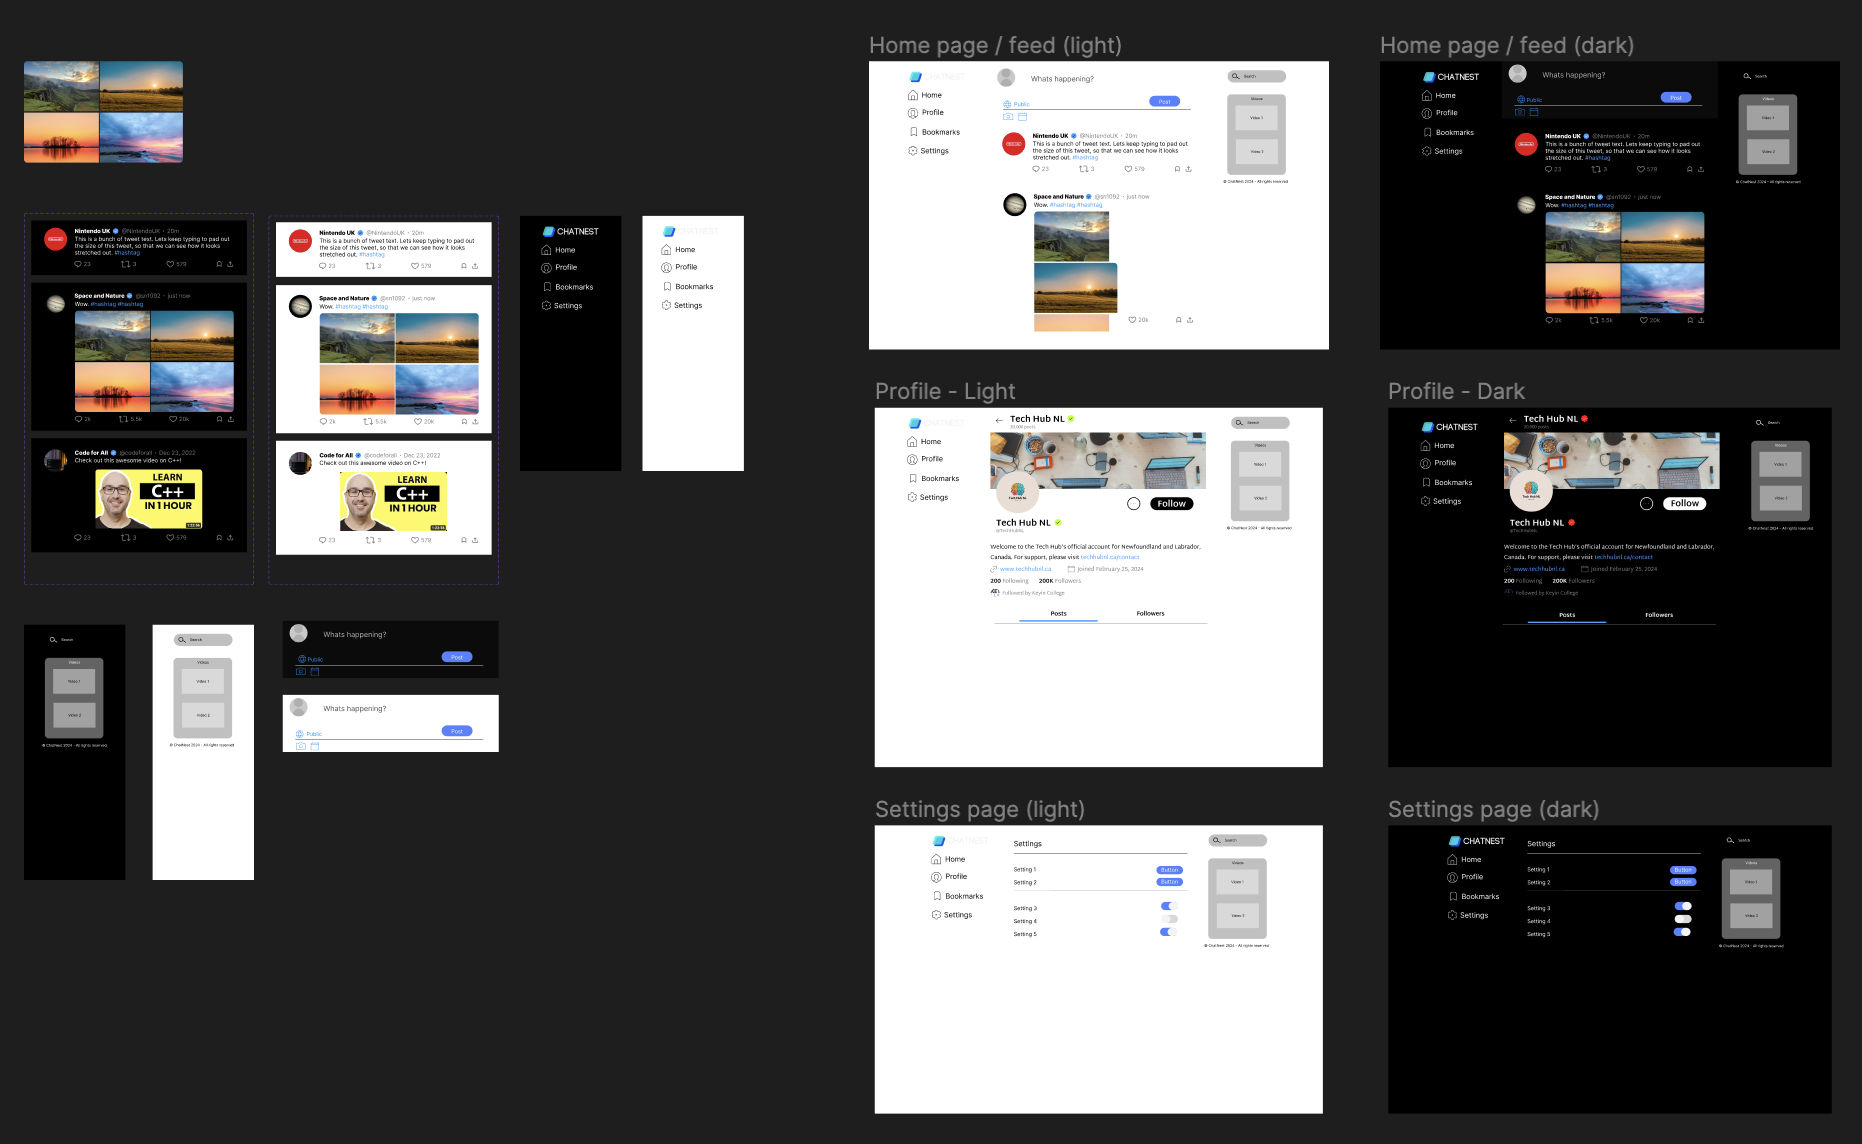 Nintendo UK @NintendoUK · 20m
This is a bunch of tweet text. Lets keep typing to pad out
the size of this tweet, so that we can see how it looks
stretched out. #hashtag
23 3 579
Space and Nature @sn1092 · just now
Wow. #hashtag #hashtag
2k 5.5k 20k
Code for All @codeforall · Dec 23, 2022
Check out this awesome video on C++!
LEARN
C++
IN 1 HOUR
1:22:56
23 3 579
Nintendo UK @NintendoUK · 20m
This is a bunch of tweet text. Lets keep typing to pad out
the size of this tweet, so that we can see how it looks
stretched out. #hashtag
23 3 579
Space and Nature @sn1092 · just now
Wow. #hashtag #hashtag
2k 5.5k 20k
Code for All @codeforall · Dec 23, 2022
Check out this awesome video on C++!
LEARN
C++
IN 1 HOUR
1:22:56
23 3 579
CHATNEST
Home
Profile
Bookmarks
Settings
CHATNEST
Home
Profile
Bookmarks
Settings
Search
Videos
Video 1
Video 2
© ChatNest 2024 - All rights reserved
Search
Videos
Video 1
Video 2
© ChatNest 2024 - All rights reserved
Whats happening?
Public
Post
Whats happening?
Public
Post
Home page / feed (light)
CHATNEST
Home
Profile
Bookmarks
Settings
Whats happening?
Public
Post
Nintendo UK @NintendoUK · 20m
This is a bunch of tweet text. Lets keep typing to pad out
the size of this tweet, so that we can see how it looks
stretched out. #hashtag
23 3 579
Space and Nature @sn1092 · just now
Wow. #hashtag #hashtag
20k
Search
Videos
Video 1
Video 2
© ChatNest 2024 - All rights reserved
Home page / feed (dark)
CHATNEST
Home
Profile
Bookmarks
Settings
Whats happening?
Public
Post
Nintendo UK @NintendoUK · 20m
This is a bunch of tweet text. Lets keep typing to pad out
the size of this tweet, so that we can see how it looks
stretched out. #hashtag
23 3 579
Space and Nature @sn1092 · just now
Wow. #hashtag #hashtag
2k 5.5k 20k
Search
Videos
Video 1
Video 2
© ChatNest 2024 - All rights reserved
Profile - Light
CHATNEST
Home
Profile
Bookmarks
Settings
Tech Hub NL
20,000 posts
Tech Hub NL
Follow
Tech Hub NL
@TechHubNL
Welcome to the Tech Hub's official account for Newfoundland and Labrador,
Canada. For support, please visit techhubnl.ca/contact
www.techhubnl.ca Joined February 25, 2024
200 Following 200K Followers
Followed by Keyin College
Posts Followers
Search
Videos
Video 1
Video 2
© ChatNest 2024 - All rights reserved
Profile - Dark
CHATNEST
Home
Profile
Bookmarks
Settings
Tech Hub NL
20,000 posts
Tech Hub NL
Follow
Tech Hub NL
@TechHubNL
Welcome to the Tech Hub's official account for Newfoundland and Labrador,
Canada. For support, please visit techhubnl.ca/contact
www.techhubnl.ca Joined February 25, 2024
200 Following 200K Followers
Followed by Keyin College
Posts Followers
Search
Videos
Video 1
Video 2
© ChatNest 2024 - All rights reserved
Settings page (light)
CHATNEST
Home
Profile
Bookmarks
Settings
Settings
Setting 1 Button
Setting 2 Button
Setting 3
Setting 4
Setting 5
Search
Videos
Video 1
Video 2
© ChatNest 2024 - All rights reserved
Settings page (dark)
CHATNEST
Home
Profile
Bookmarks
Settings
Settings
Setting 1 Button
Setting 2 Button
Setting 3
Setting 4
Setting 5
Search
Videos
Video 1
Video 2
© ChatNest 2024 - All rights reserved